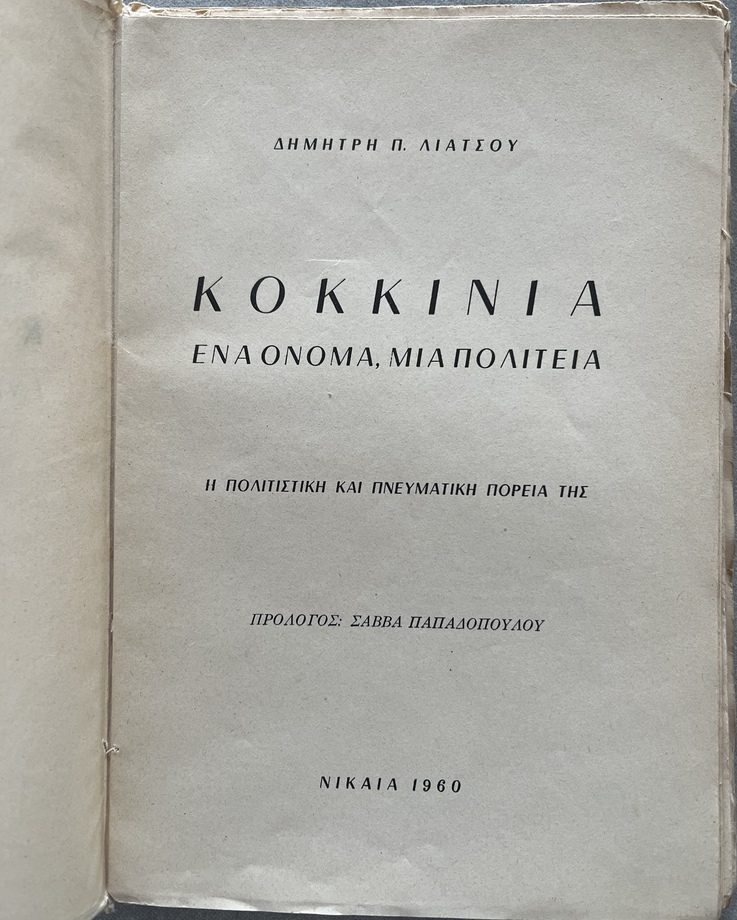 ΔΗΜΗΤΡΗ Π. ΛΙΑΤΣΟΥ
ΚΟΚΚΙΝΙΑ
ΕΝΑ ΟΝΟΜΑ, ΜΙΑ ΠΟΛΙΤΕΙΑ
Η ΠΟΛΙΤΙΣΤΙΚΗ ΚΑΙ ΠΝΕΥΜΑΤΙΚΗ ΠΟΡΕΙΑ ΤΗΣ
ΠΡΟΛΟΓΟΣ: ΣΑΒΒΑ ΠΑΠΑΔΟΠΟΥΛΟΥ
ΝΙΚΑΙΑ 1960